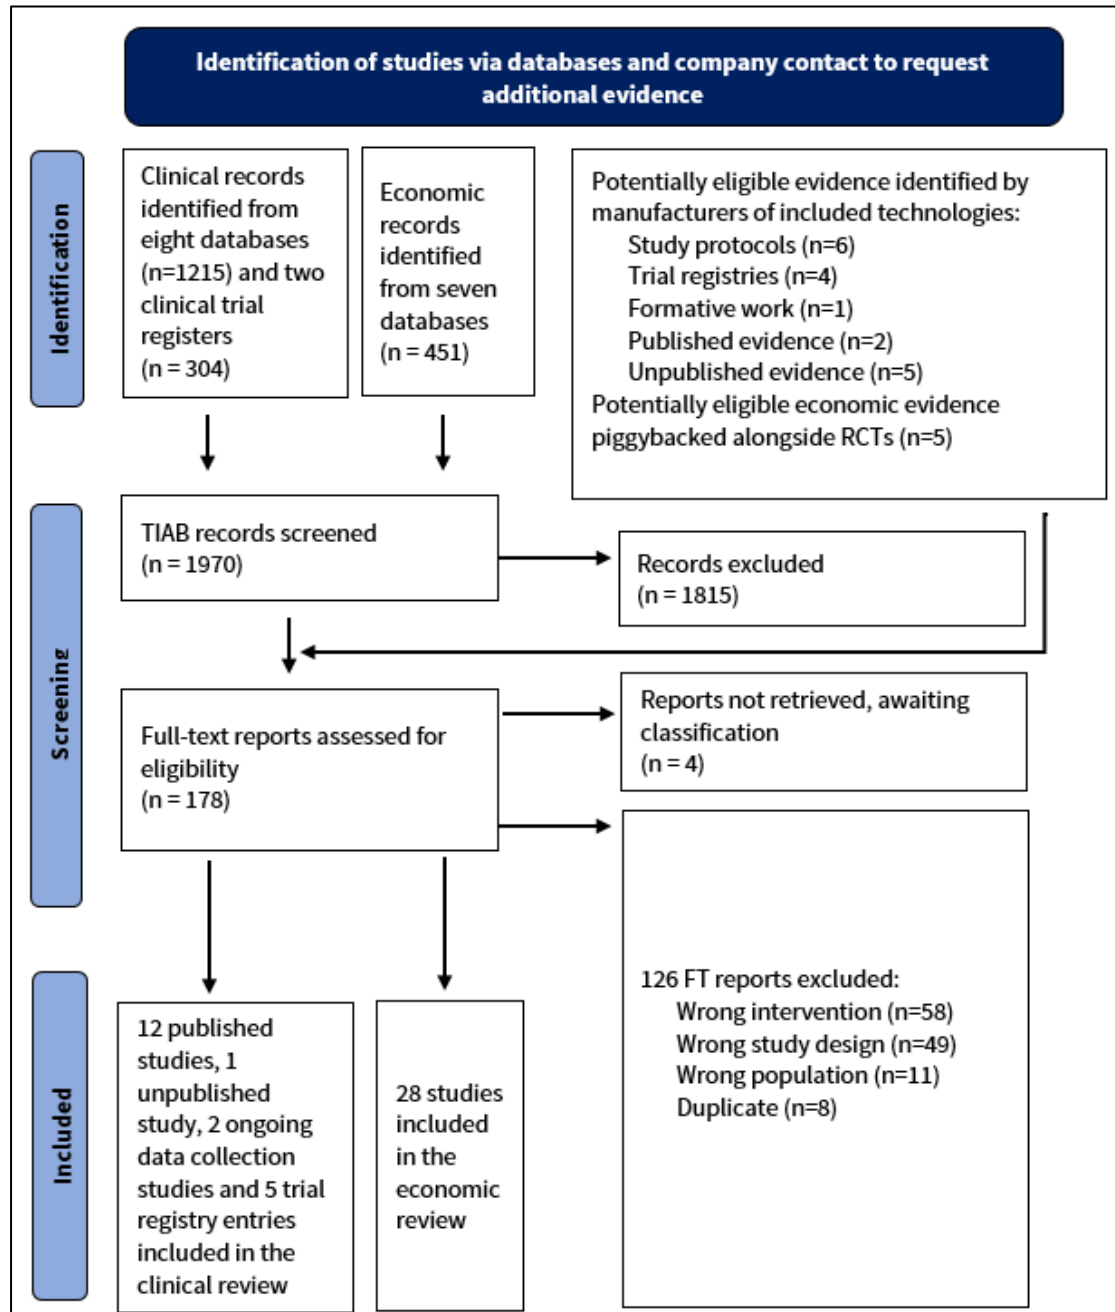 Identification of studies via databases and company contact to request
additional evidence
Identification
Clinical records
identified from
eight databases
(n=1215) and two
clinical trial
registers
(n = 304)
Economic
records
identified
from seven
databases
(n = 451)
Potentially eligible evidence identified by
manufacturers of included technologies:
Study protocols (n=6)
Trial registries (n=4)
Formative work (n=1)
Published evidence (n=2)
Unpublished evidence (n=5)
Potentially eligible economic evidence
piggybacked alongside RCTs (n=5)
Screening
TIAB records screened
(n = 1970)
Records excluded
(n = 1815)
Full-text reports assessed for
eligibility
(n = 178)
Reports not retrieved, awaiting
classification
(n = 4)
126 FT reports excluded:
Wrong intervention (n=58)
Wrong study design (n=49)
Wrong population (n=11)
Duplicate (n=8)
Included
12 published
studies, 1
unpublished
study, 2 ongoing
data collection
studies and 5 trial
registry entries
included in the
clinical review
28 studies
included
in the
economic
review